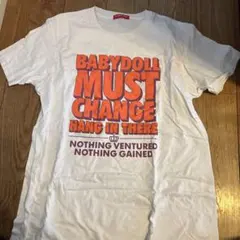 BABYDOLL
MUST
CHANGE
HANG IN THERE
NOTHING VENTURED
NOTHING GAINED